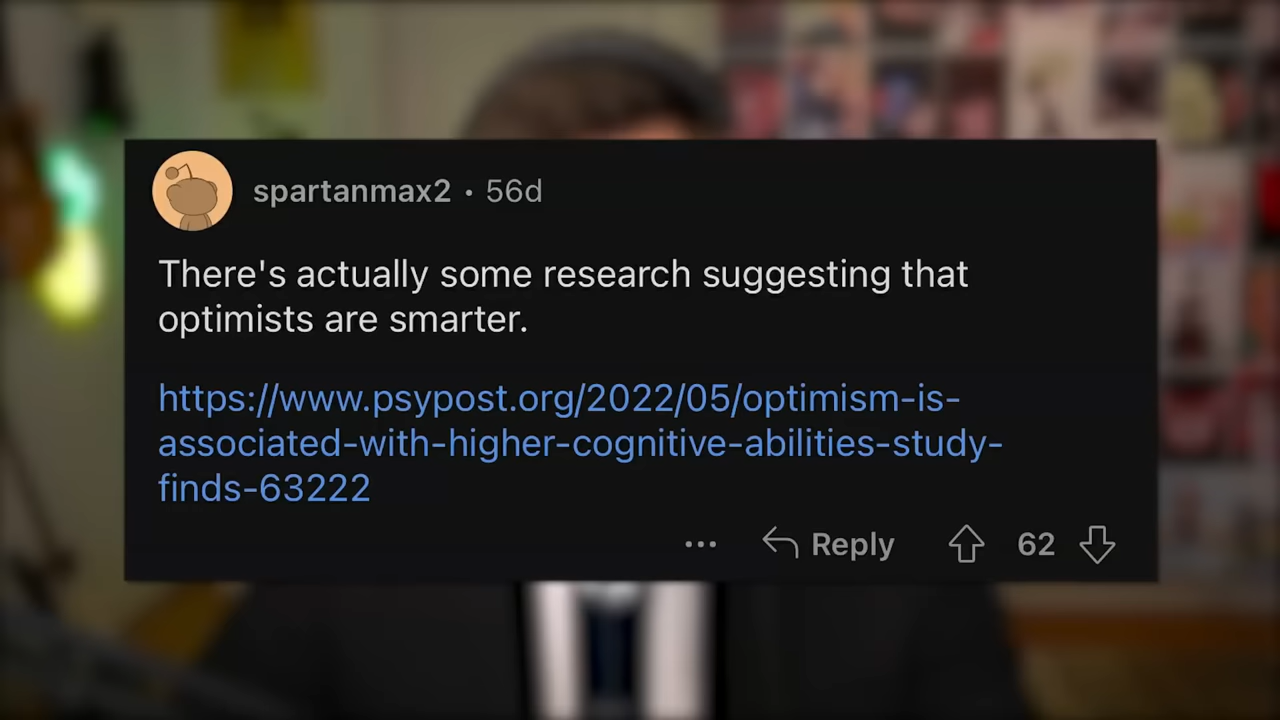 spartanmax2 • 56d
There's actually some research suggesting that
optimists are smarter.
https://www.psypost.org/2022/05/optimism-is-
associated-with-higher-cognitive-abilities-study-
finds-63222
... Reply 62